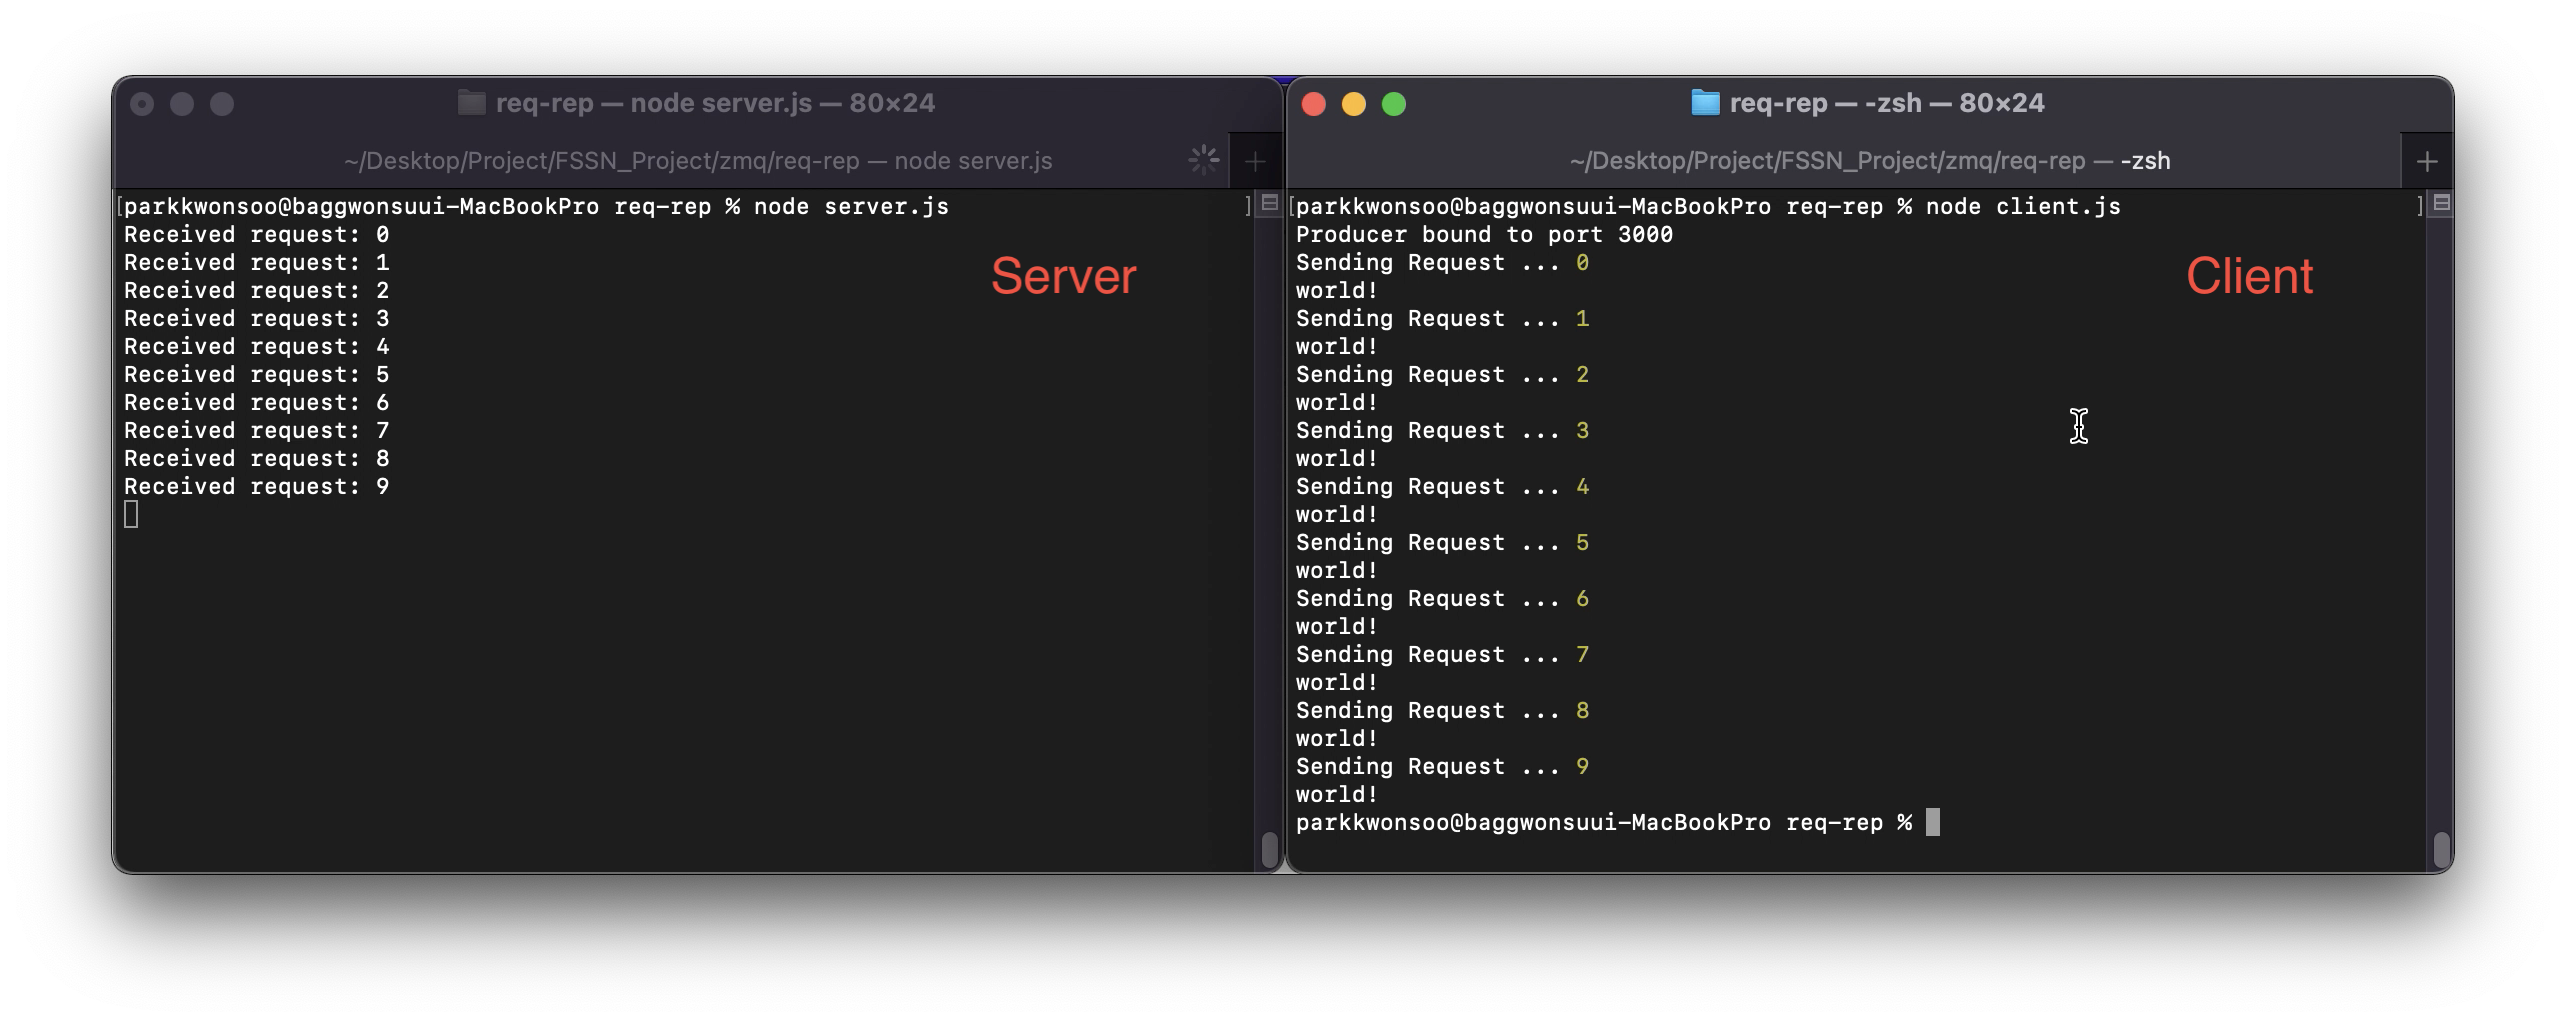 req-rep — node server.js — 80×24
~/Desktop/Project/FSSN_Project/zmq/req-rep — node server.js
[parkkwonsoo@baggwonsuui-MacBookPro req-rep % node server.js ]
Received request: 0
Received request: 1
Received request: 2
Received request: 3
Received request: 4
Received request: 5
Received request: 6
Received request: 7
Received request: 8
Received request: 9
Server
req-rep — -zsh — 80×24
~/Desktop/Project/FSSN_Project/zmq/req-rep — -zsh
[parkkwonsoo@baggwonsuui-MacBookPro req-rep % node client.js ]
Producer bound to port 3000
Sending Request ... 0
world!
Sending Request ... 1
world!
Sending Request ... 2
world!
Sending Request ... 3
world!
Sending Request ... 4
world!
Sending Request ... 5
world!
Sending Request ... 6
world!
Sending Request ... 7
world!
Sending Request ... 8
world!
Sending Request ... 9
world!
parkkwonsoo@baggwonsuui-MacBookPro req-rep %
Client